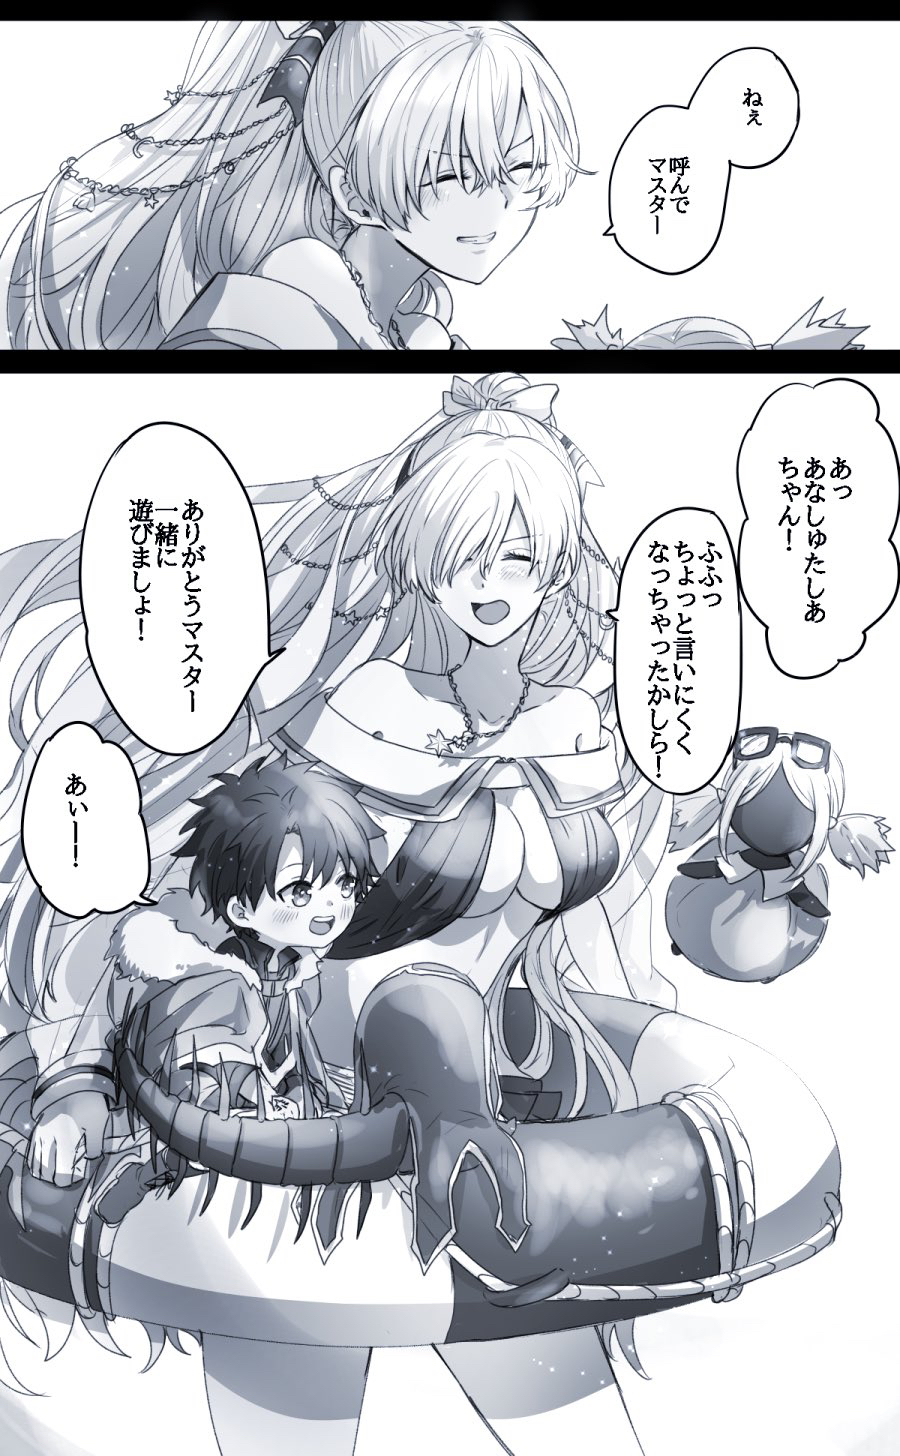 ねぇ
呼んで
マスター
あっ
あなしゅたしあ
ちゃん！
ふふっ
ちょっと言いにくく
なっちゃったかしら！
ありがとうマスター
一緒に
遊びましょ！
あぃーー！